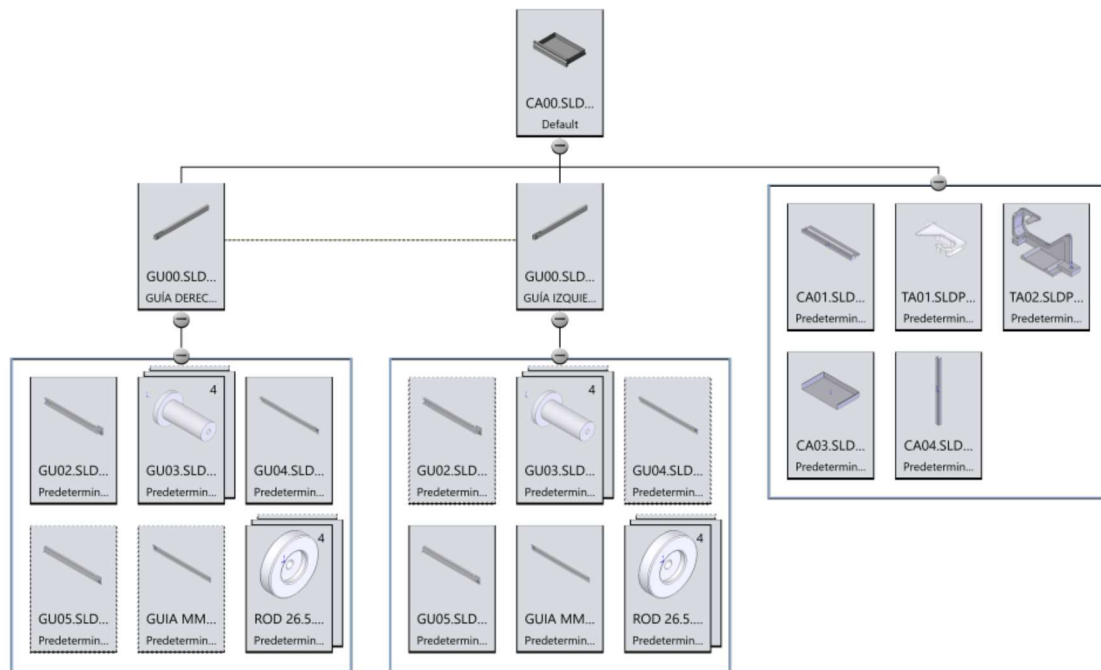 CA00.SLD...
Default
GU00.SLD...
GUÍA DEREC...
GU00.SLD...
GUÍA IZQUIE...
CA01.SLD...
Predetermin...
TA01.SLDP...
Predetermin...
TA02.SLDP...
Predetermin...
CA03.SLD...
Predetermin...
CA04.SLD...
Predetermin...
GU02.SLD...
Predetermin...
4
GU03.SLD...
Predetermin...
GU04.SLD...
Predetermin...
GU05.SLD...
Predetermin...
GUIA MM...
Predetermin...
4
ROD 26.5....
Predetermin...
GU02.SLD...
Predetermin...
4
GU03.SLD...
Predetermin...
GU04.SLD...
Predetermin...
GU05.SLD...
Predetermin...
GUIA MM...
Predetermin...
4
ROD 26.5....
Predetermin...